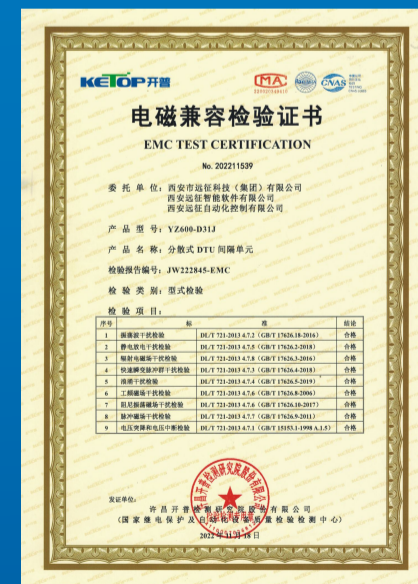 KETOP 开普
CMA
CNAS
电磁兼容检验证书
EMC TEST CERTIFICATION
No. 202211539
委托单位：西安市远征科技（集团）有限公司
西安远征智能软件有限公司
西安远征自动化控制有限公司
产品型号：YZ600-D31J
产品名称：分散式 DTU 间隔单元
检验报告编号：JW222845-EMC
检验类别：型式检验
检验项目：
序号 标 准 结论
1 振荡波干扰检验 DL/T 721-2013 4.7.2（GB/T 17626.18-2016） 合格
2 静电放电干扰检验 DL/T 721-2013 4.7.5（GB/T 17626.2-2018） 合格
3 辐射电磁场干扰检验 DL/T 721-2013 4.7.8（GB/T 17626.3-2016） 合格
4 快速瞬变脉冲群干扰检验 DL/T 721-2013 4.7.3（GB/T 17626.4-2018） 合格
5 浪涌干扰检验 DL/T 721-2013 4.7.4（GB/T 17626.5-2019） 合格
6 工频磁场干扰检验 DL/T 721-2013 4.7.6（GB/T 17626.8-2006） 合格
7 阻尼振荡磁场干扰检验 DL/T 721-2013 4.7.6（GB/T 17626.10-2017） 合格
8 脉冲磁场干扰检验 DL/T 721-2013 4.7.7（GB/T 17626.9-2011） 合格
9 电压突降和电压中断检验 DL/T 721-2013 4.7.1（GB/T 15153.1-1998 A.1.5） 合格
发证单位：
许昌开普检测研究院股份有限公司
（国家继电保护及自动化设备质量检验检测中心）
2022 年 11 月 18 日